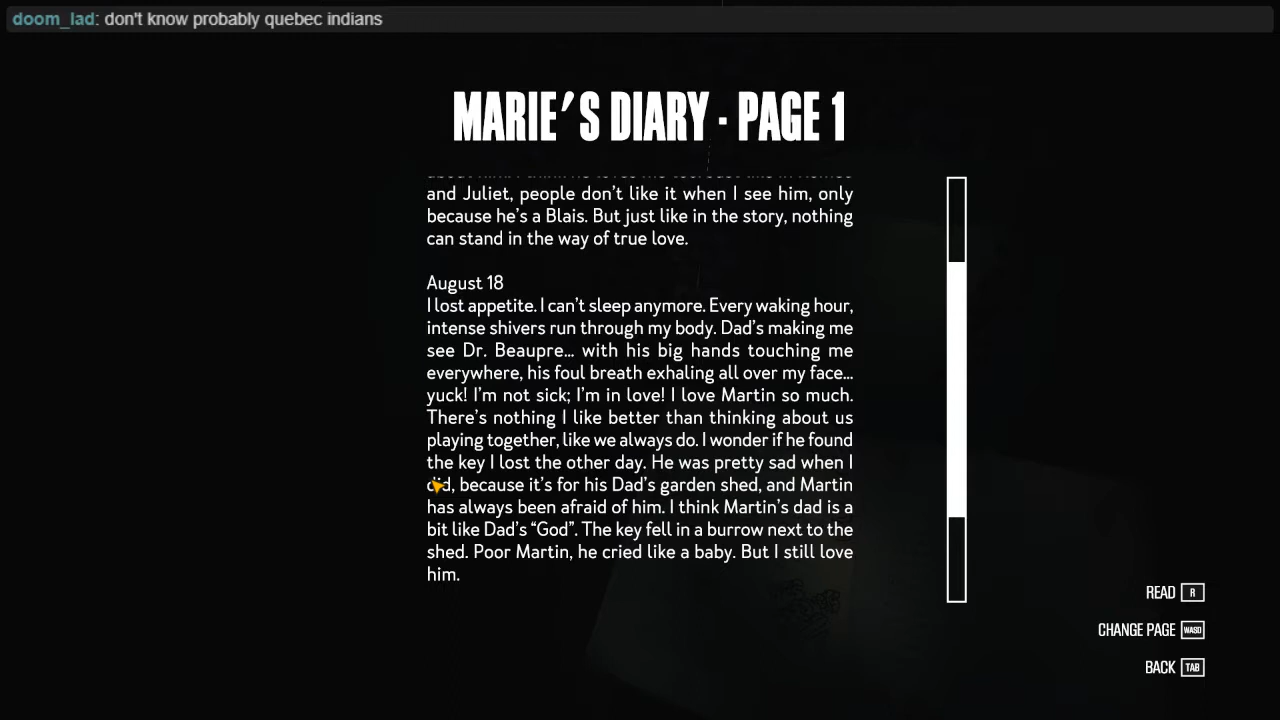 doom_lad: don't know probably quebec indians
MARIE'S DIARY - PAGE 1
and Juliet, people don't like it when I see him, only
because he's a Blais. But just like in the story, nothing
can stand in the way of true love.
August 18
I lost appetite. I can't sleep anymore. Every waking hour,
intense shivers run through my body. Dad's making me
see Dr. Beaupre... with his big hands touching me
everywhere, his foul breath exhaling all over my face...
yuck! I'm not sick; I'm in love! I love Martin so much.
There's nothing I like better than thinking about us
playing together, like we always do. I wonder if he found
the key I lost the other day. He was pretty sad when I
did, because it's for his Dad's garden shed, and Martin
has always been afraid of him. I think Martin's dad is a
bit like Dad's “God”. The key fell in a burrow next to the
shed. Poor Martin, he cried like a baby. But I still love
him.
READ R
CHANGE PAGE WASD
BACK TAB